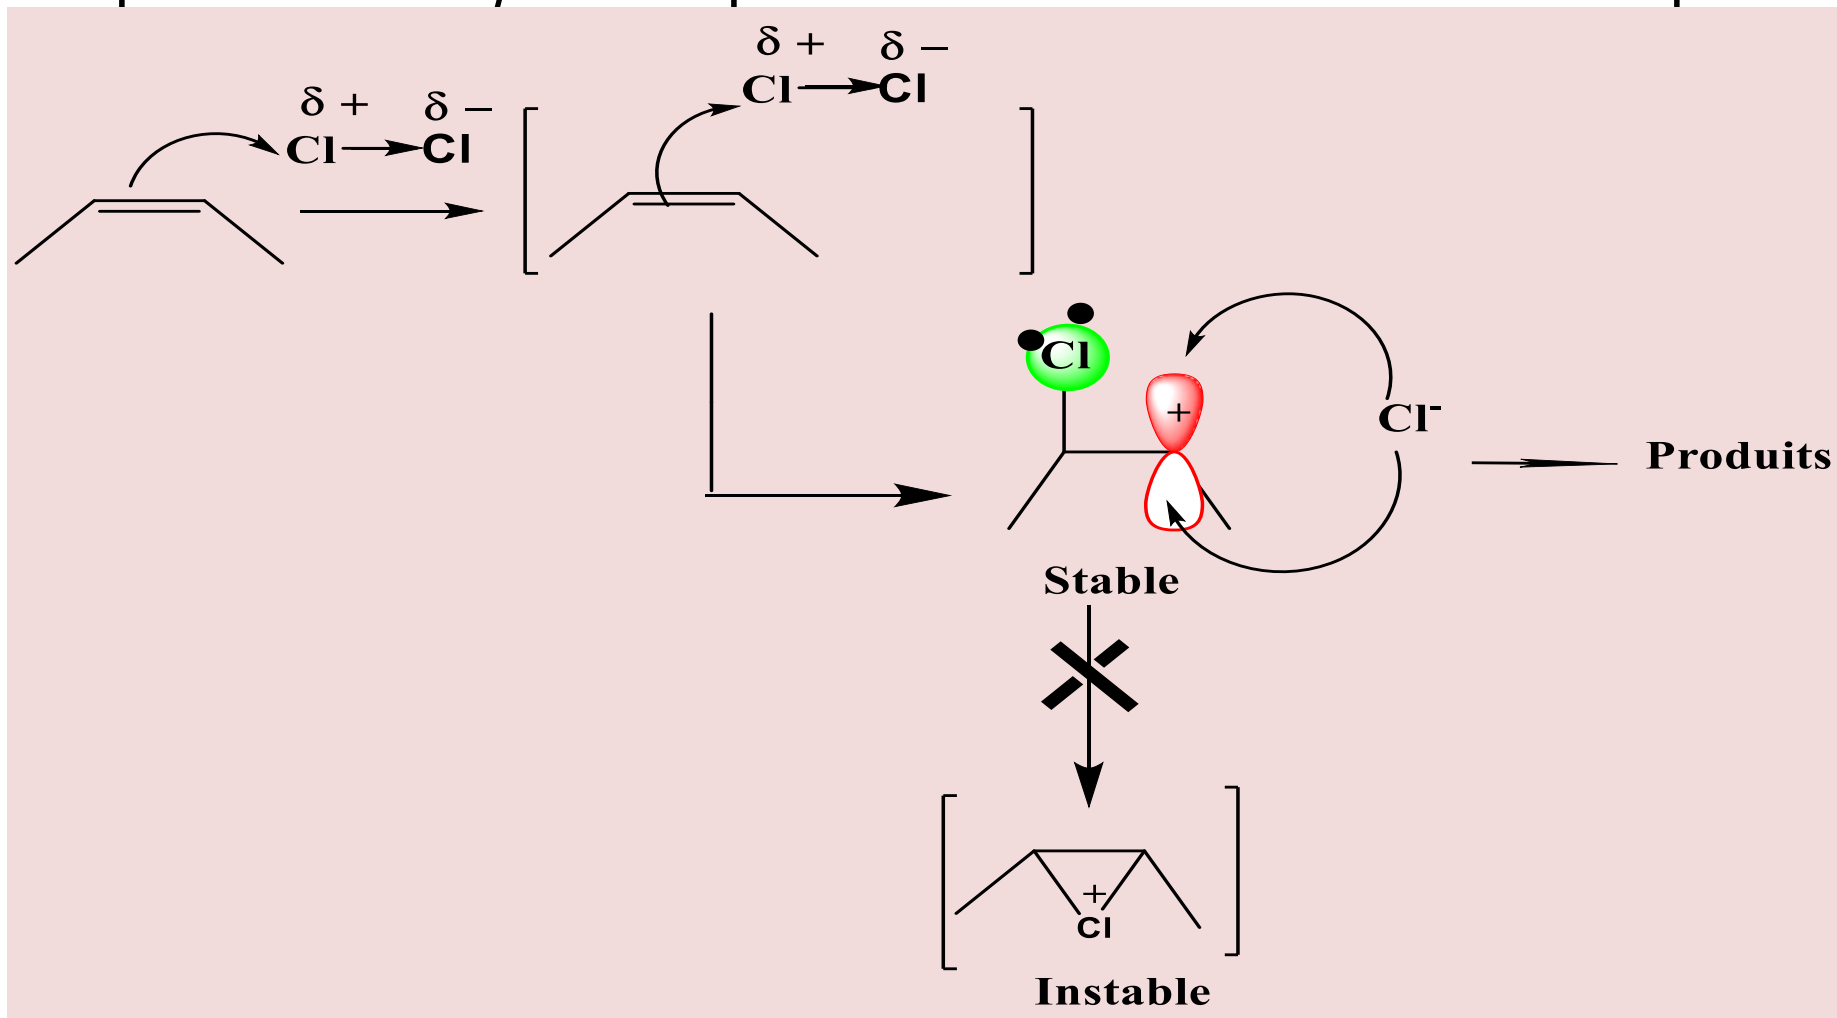 δ + δ −
Cl Cl
δ + δ −
Cl Cl
Cl
+
Cl-
Produits
Stable
+
Cl
Instable